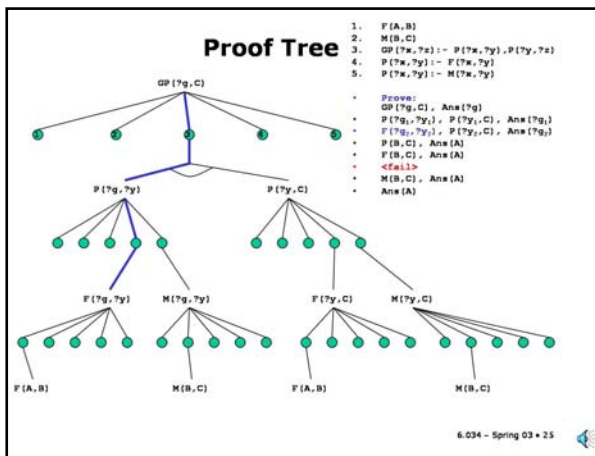 Proof Tree
1. F(A,B)
2. M(B,C)
3. GP(?x,?z):- P(?x,?y),P(?y,?z)
4. P(?x,?y):- F(?x,?y)
5. P(?x,?y):- M(?x,?y)
• Prove:
GP(?g,C), Ans(?g)
• P(?g₁,?y₁), P(?y₁,C), Ans(?g₁)
• F(?g₂,?y₂), P(?y₂,C), Ans(?g₂)
• P(B,C), Ans(A)
• F(B,C), Ans(A)
• <fail>
• M(B,C), Ans(A)
• Ans(A)
GP(?g,C)
1 2 3 4 5
P(?g,?y) P(?y,C)
F(?g,?y) M(?g,?y) F(?y,C) M(?y,C)
F(A,B) M(B,C) F(A,B) M(B,C)
6.034 – Spring 03 • 25